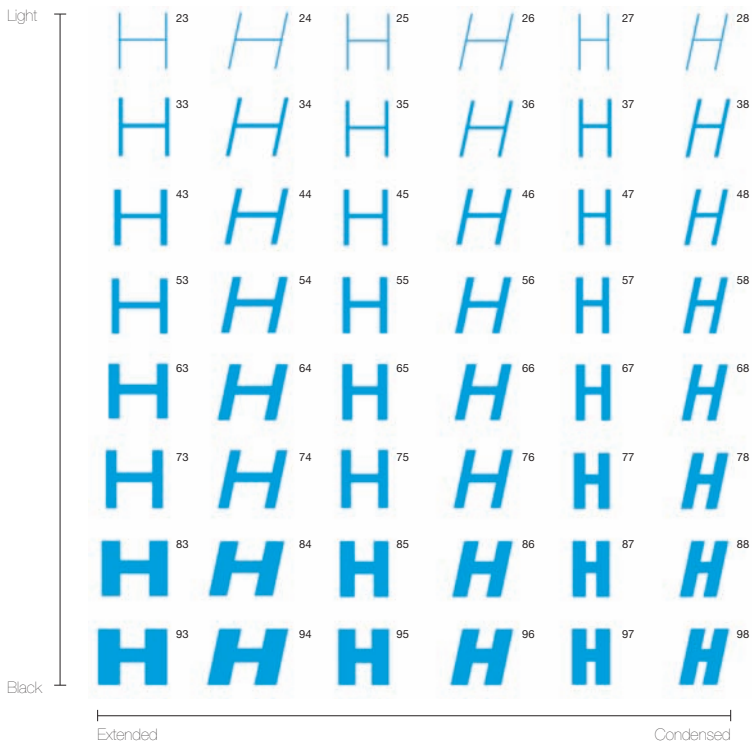 Light
H 23 H 24 H 25 H 26 H 27 H 28
H 33 H 34 H 35 H 36 H 37 H 38
H 43 H 44 H 45 H 46 H 47 H 48
H 53 H 54 H 55 H 56 H 57 H 58
H 63 H 64 H 65 H 66 H 67 H 68
H 73 H 74 H 75 H 76 H 77 H 78
H 83 H 84 H 85 H 86 H 87 H 88
H 93 H 94 H 95 H 96 H 97 H 98
Black
Extended Condensed